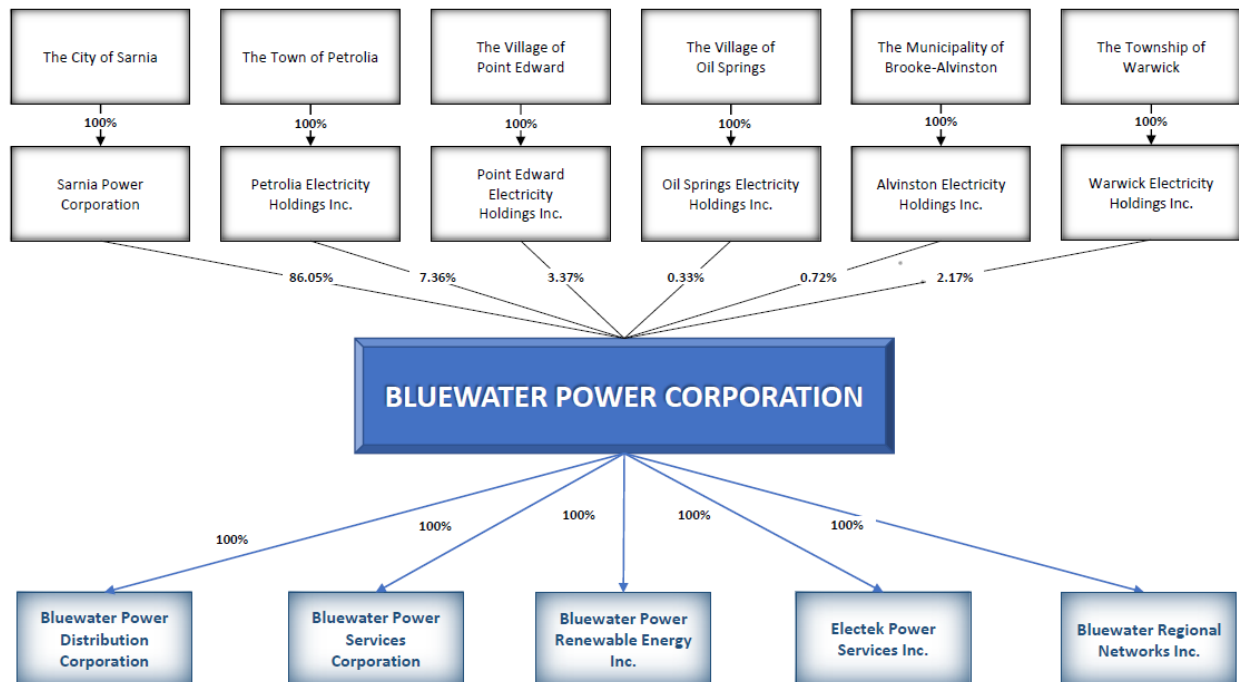 The City of Sarnia
The Town of Petrolia
The Village of
Point Edward
The Village of
Oil Springs
The Municipality of
Brooke-Alvinston
The Township of
Warwick
100%
100%
100%
100%
100%
100%
Sarnia Power
Corporation
Petrolia Electricity
Holdings Inc.
Point Edward
Electricity
Holdings Inc.
Oil Springs Electricity
Holdings Inc.
Alvinston Electricity
Holdings Inc.
Warwick Electricity
Holdings Inc.
86.05%
7.36%
3.37%
0.33%
0.72%
2.17%
BLUEWATER POWER CORPORATION
100%
100%
100%
100%
100%
Bluewater Power
Distribution
Corporation
Bluewater Power
Services
Corporation
Bluewater Power
Renewable Energy
Inc.
Electek Power
Services Inc.
Bluewater Regional
Networks Inc.